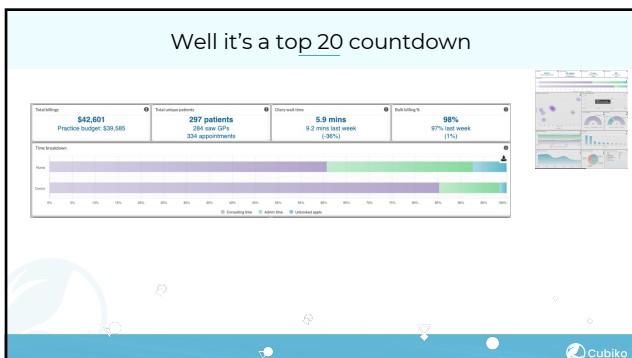 Well it's a top 20 countdown
Total billings
$42,601
Practice budget: $39,585
Total unique patients
297 patients
284 saw GPs
334 appointments
5.9 mins
9.2 mins last week
(-36%)
Bulk billing %
98%
97% last week
(1%)
Time breakdown
Nurse
Doctor
0% 5% 10% 15% 20% 25% 30% 35% 40% 45% 50% 55% 60% 65% 70% 75% 80% 85% 90% 95% 100%
Consulting time Admin time Unbooked appts
Cubiko